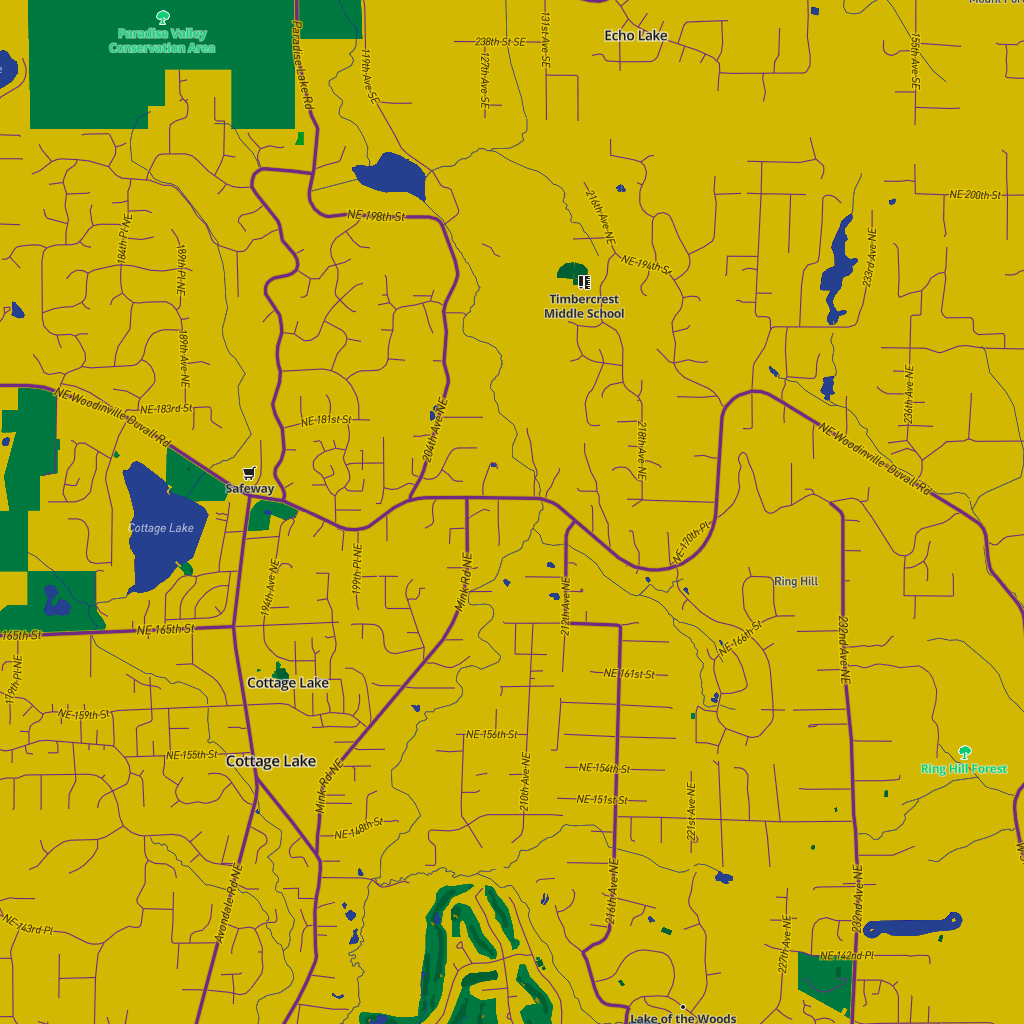 Mount For
Paradise Valley
Conservation Area
Paradise Lake Rd
119th Ave SE
238th St SE
127th Ave SE
131st Ave SE
Echo Lake
155th Ave SE
184th Pl NE
189th Pl NE
NE 198th St
216th Ave NE
NE 194th St
NE 200th St
233rd Ave NE
Timbercrest
Middle School
189th Ave NE
NE 183rd St
NE Woodinville-Duvall Rd
NE 181st St
204th Ave NE
218th Ave NE
236th Ave NE
NE Woodinville-Duvall Rd
Safeway
Cottage Lake
194th Ave NE
199th Pl NE
Mink Rd NE
212th Ave NE
NE 170th Pl
Ring Hill
165th St
NE 165th St
NE 166th St
232nd Ave NE
179th Pl NE
Cottage Lake
NE 161st St
NE 159th St
NE 155th St
NE 156th St
Cottage Lake
Mink Rd NE
210th Ave NE
NE 154th St
NE 151st St
Ring Hill Forest
221st Ave NE
NE 148th St
Avondale Rd NE
216th Ave NE
232nd Ave NE
NE 143rd Pl
227th Ave NE
NE 142nd Pl
Lake of the Woods